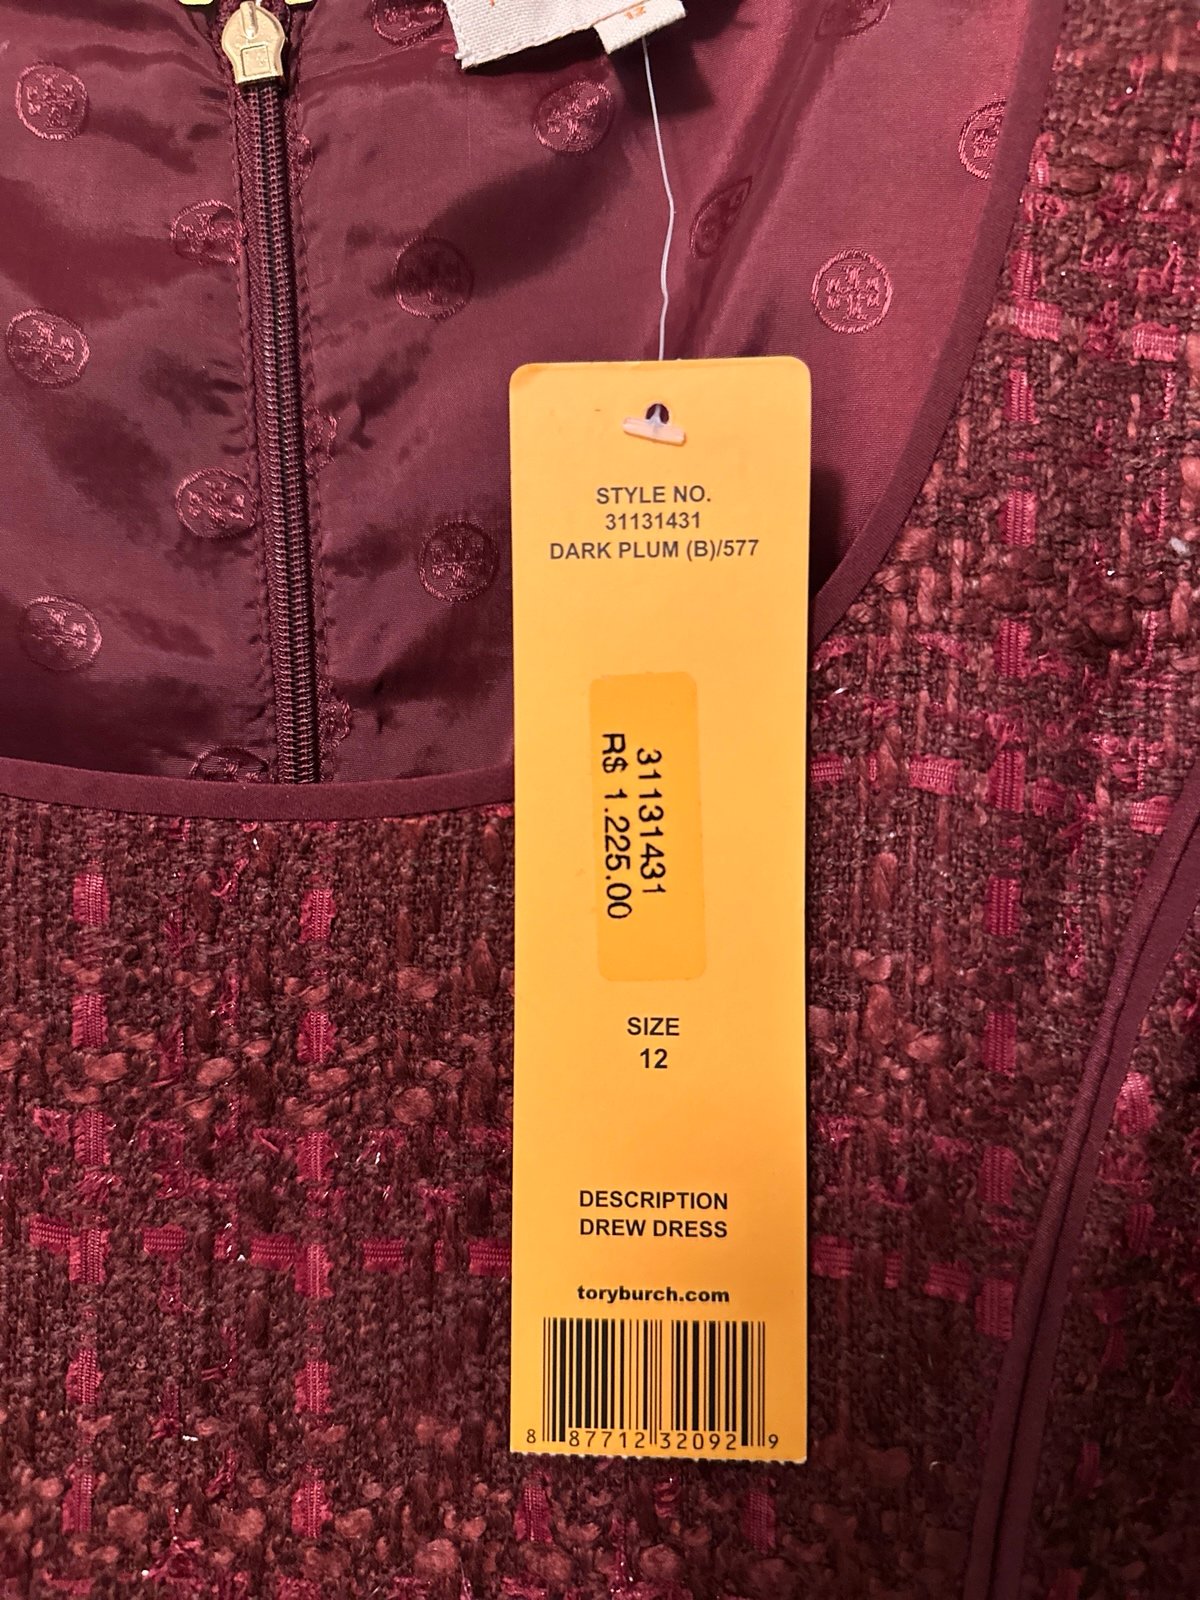 12
STYLE NO.
31131431
DARK PLUM (B)/577
31131431
R$ 1.225.00
SIZE
12
DESCRIPTION
DREW DRESS
toryburch.com
8 87712 32092 9